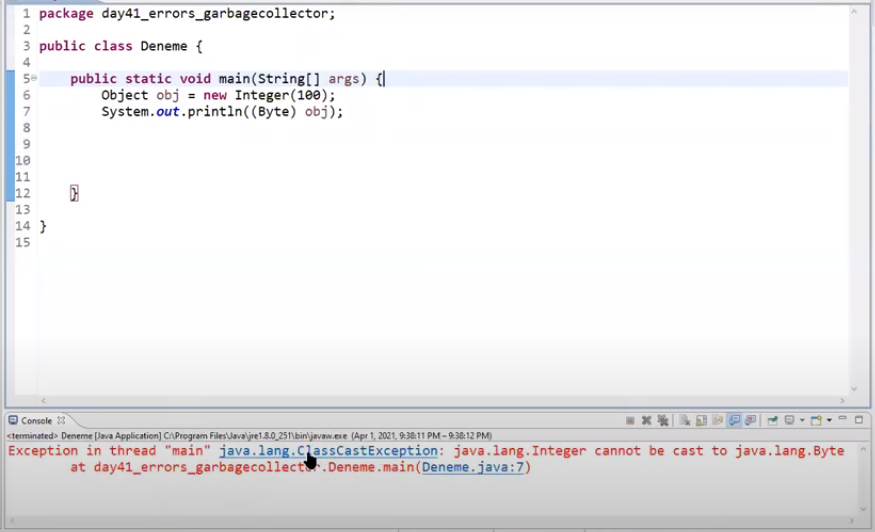 1 package day41_errors_garbagecollector;
2
3 public class Deneme {
4
5 public static void main(String[] args) {
6 Object obj = new Integer(100);
7 System.out.println((Byte) obj);
8
9
10
11
12 }
13
14 }
15
Console
<terminated> Deneme [Java Application] C:\Program Files\Java\jre1.8.0_251\bin\javaw.exe (Apr 1, 2021, 9:38:11 PM – 9:38:12 PM)
Exception in thread "main" java.lang.ClassCastException: java.lang.Integer cannot be cast to java.lang.Byte
at day41_errors_garbagecollector.Deneme.main(Deneme.java:7)